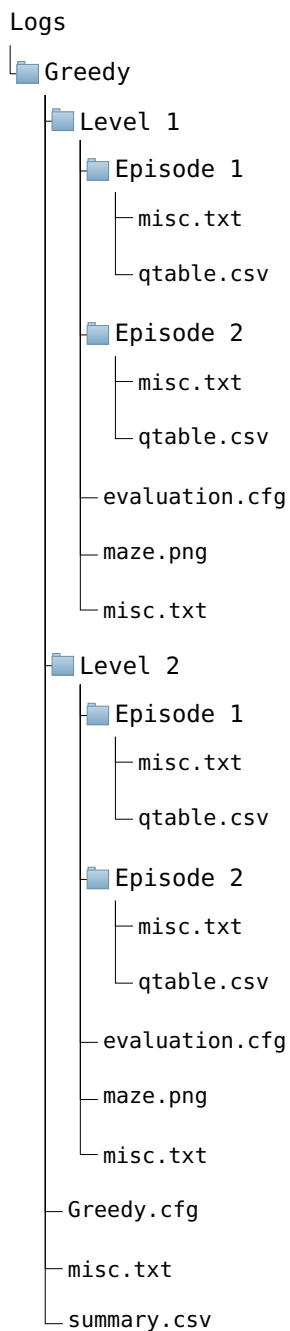 Logs
Greedy
Level 1
Episode 1
misc.txt
qtable.csv
Episode 2
misc.txt
qtable.csv
evaluation.cfg
maze.png
misc.txt
Level 2
Episode 1
misc.txt
qtable.csv
Episode 2
misc.txt
qtable.csv
evaluation.cfg
maze.png
misc.txt
Greedy.cfg
misc.txt
summary.csv